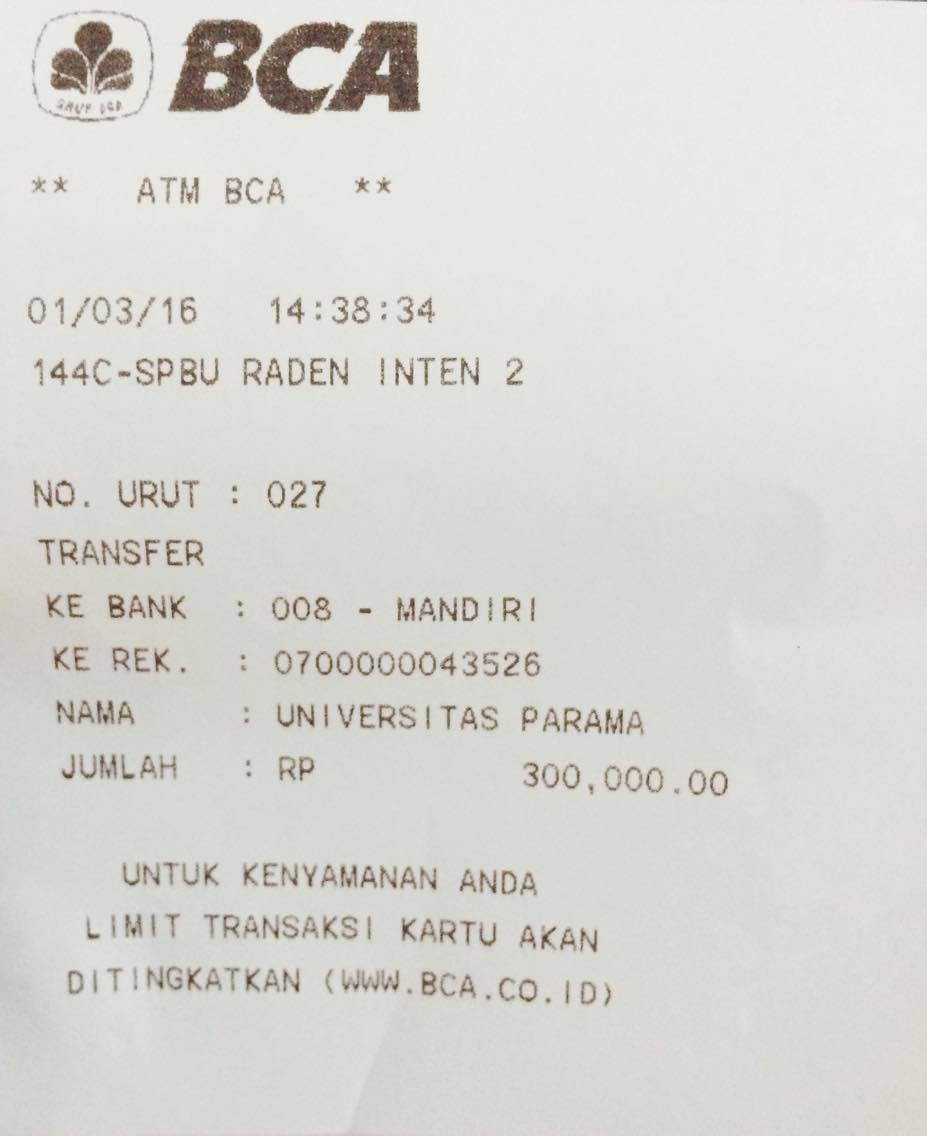 GRUP BCA
BCA
** ATM BCA **
01/03/16 14:38:34
144C-SPBU RADEN INTEN 2
NO. URUT : 027
TRANSFER
KE BANK : 008 - MANDIRI
KE REK. : 0700000043526
NAMA : UNIVERSITAS PARAMA
JUMLAH : RP 300,000.00
UNTUK KENYAMANAN ANDA
LIMIT TRANSAKSI KARTU AKAN
DITINGKATKAN (WWW.BCA.CO.ID)